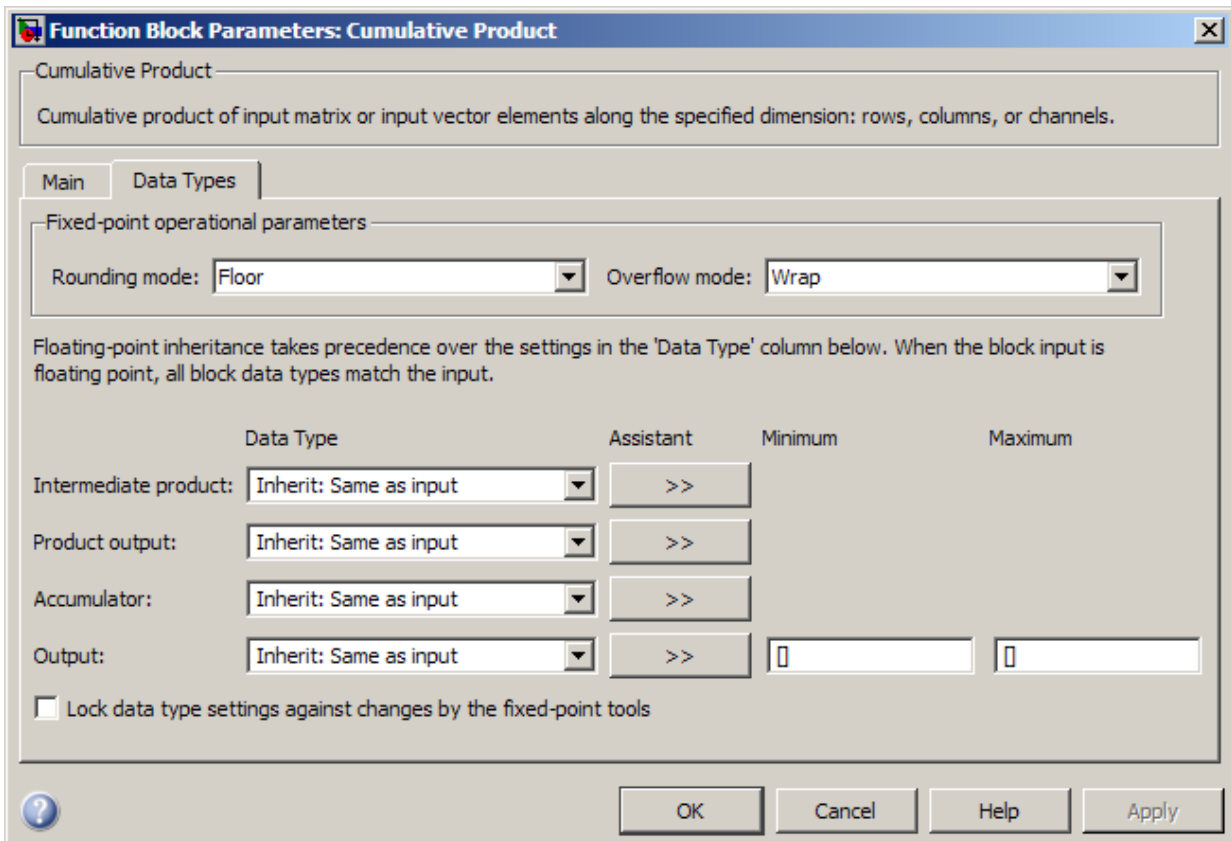 Function Block Parameters: Cumulative Product
Cumulative Product
Cumulative product of input matrix or input vector elements along the specified dimension: rows, columns, or channels.
Main Data Types
Fixed-point operational parameters
Rounding mode: Floor Overflow mode: Wrap
Floating-point inheritance takes precedence over the settings in the 'Data Type' column below. When the block input is
floating point, all block data types match the input.
Data Type Assistant Minimum Maximum
Intermediate product: Inherit: Same as input >>
Product output: Inherit: Same as input >>
Accumulator: Inherit: Same as input >>
Output: Inherit: Same as input >> [] []
Lock data type settings against changes by the fixed-point tools
? OK Cancel Help Apply